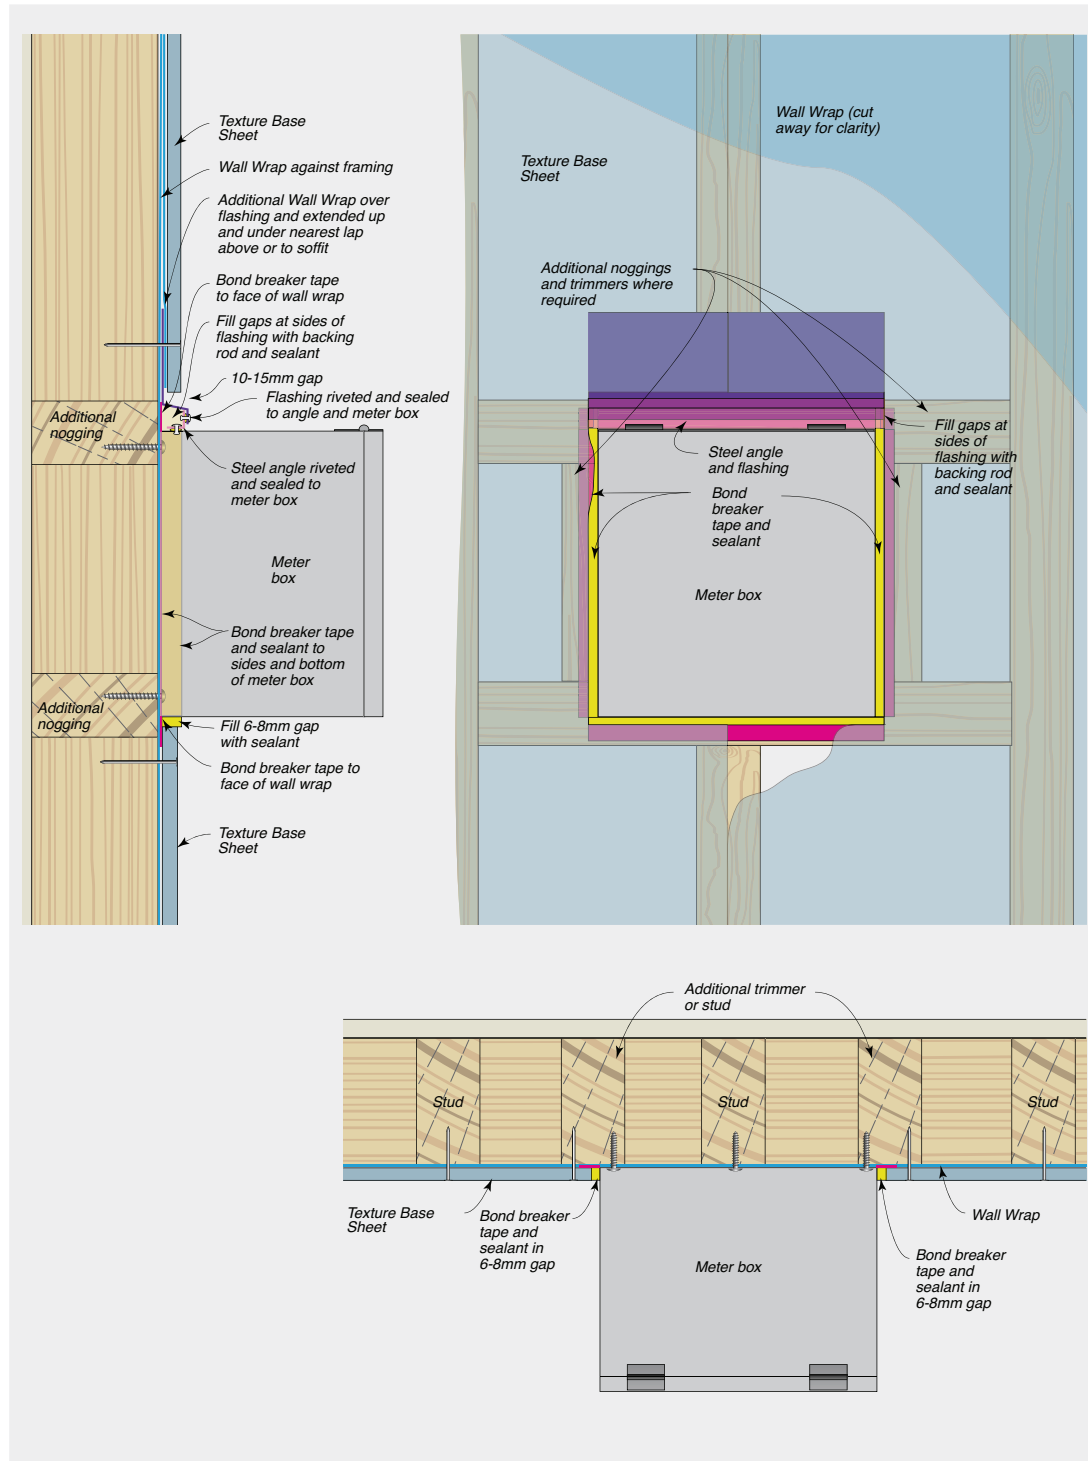 Texture Base
Sheet
Wall Wrap against framing
Additional Wall Wrap over
flashing and extended up
and under nearest lap
above or to soffit
Bond breaker tape
to face of wall wrap
Fill gaps at sides of
flashing with backing
rod and sealant
10-15mm gap
Flashing riveted and sealed
to angle and meter box
Additional
nogging
Steel angle riveted
and sealed to
meter box
Meter
box
Bond breaker tape
and sealant to
sides and bottom
of meter box
Additional
nogging
Fill 6-8mm gap
with sealant
Bond breaker tape to
face of wall wrap
Texture Base
Sheet
Wall Wrap (cut
away for clarity)
Texture Base
Sheet
Additional noggings
and trimmers where
required
Fill gaps at
sides of
flashing with
backing rod
and sealant
Steel angle
and flashing
Bond
breaker
tape and
sealant
Meter box
Additional trimmer
or stud
Stud
Stud
Stud
Texture Base
Sheet
Bond breaker
tape and
sealant in
6-8mm gap
Wall Wrap
Meter box
Bond breaker
tape and
sealant in
6-8mm gap